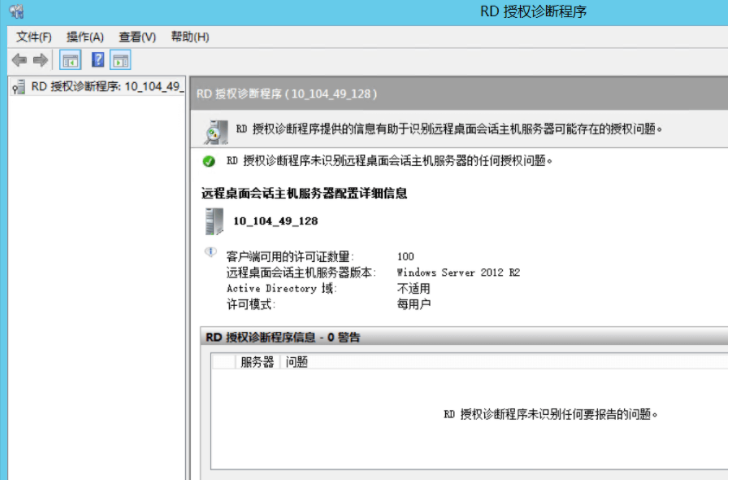 RD 授权诊断程序
文件(F) 操作(A) 查看(V) 帮助(H)
RD 授权诊断程序: 10_104_49_
RD 授权诊断程序 ( 10_104_49_128 )
RD 授权诊断程序提供的信息有助于识别远程桌面会话主机服务器可能存在的授权问题。
RD 授权诊断程序未识别远程桌面会话主机服务器的任何授权问题。
远程桌面会话主机服务器配置详细信息
10_104_49_128
客户端可用的许可证数量: 100
远程桌面会话主机服务器版本: Windows Server 2012 R2
Active Directory 域: 不适用
许可模式: 每用户
RD 授权诊断程序信息 - 0 警告
服务器 问题
RD 授权诊断程序未识别任何要报告的问题。